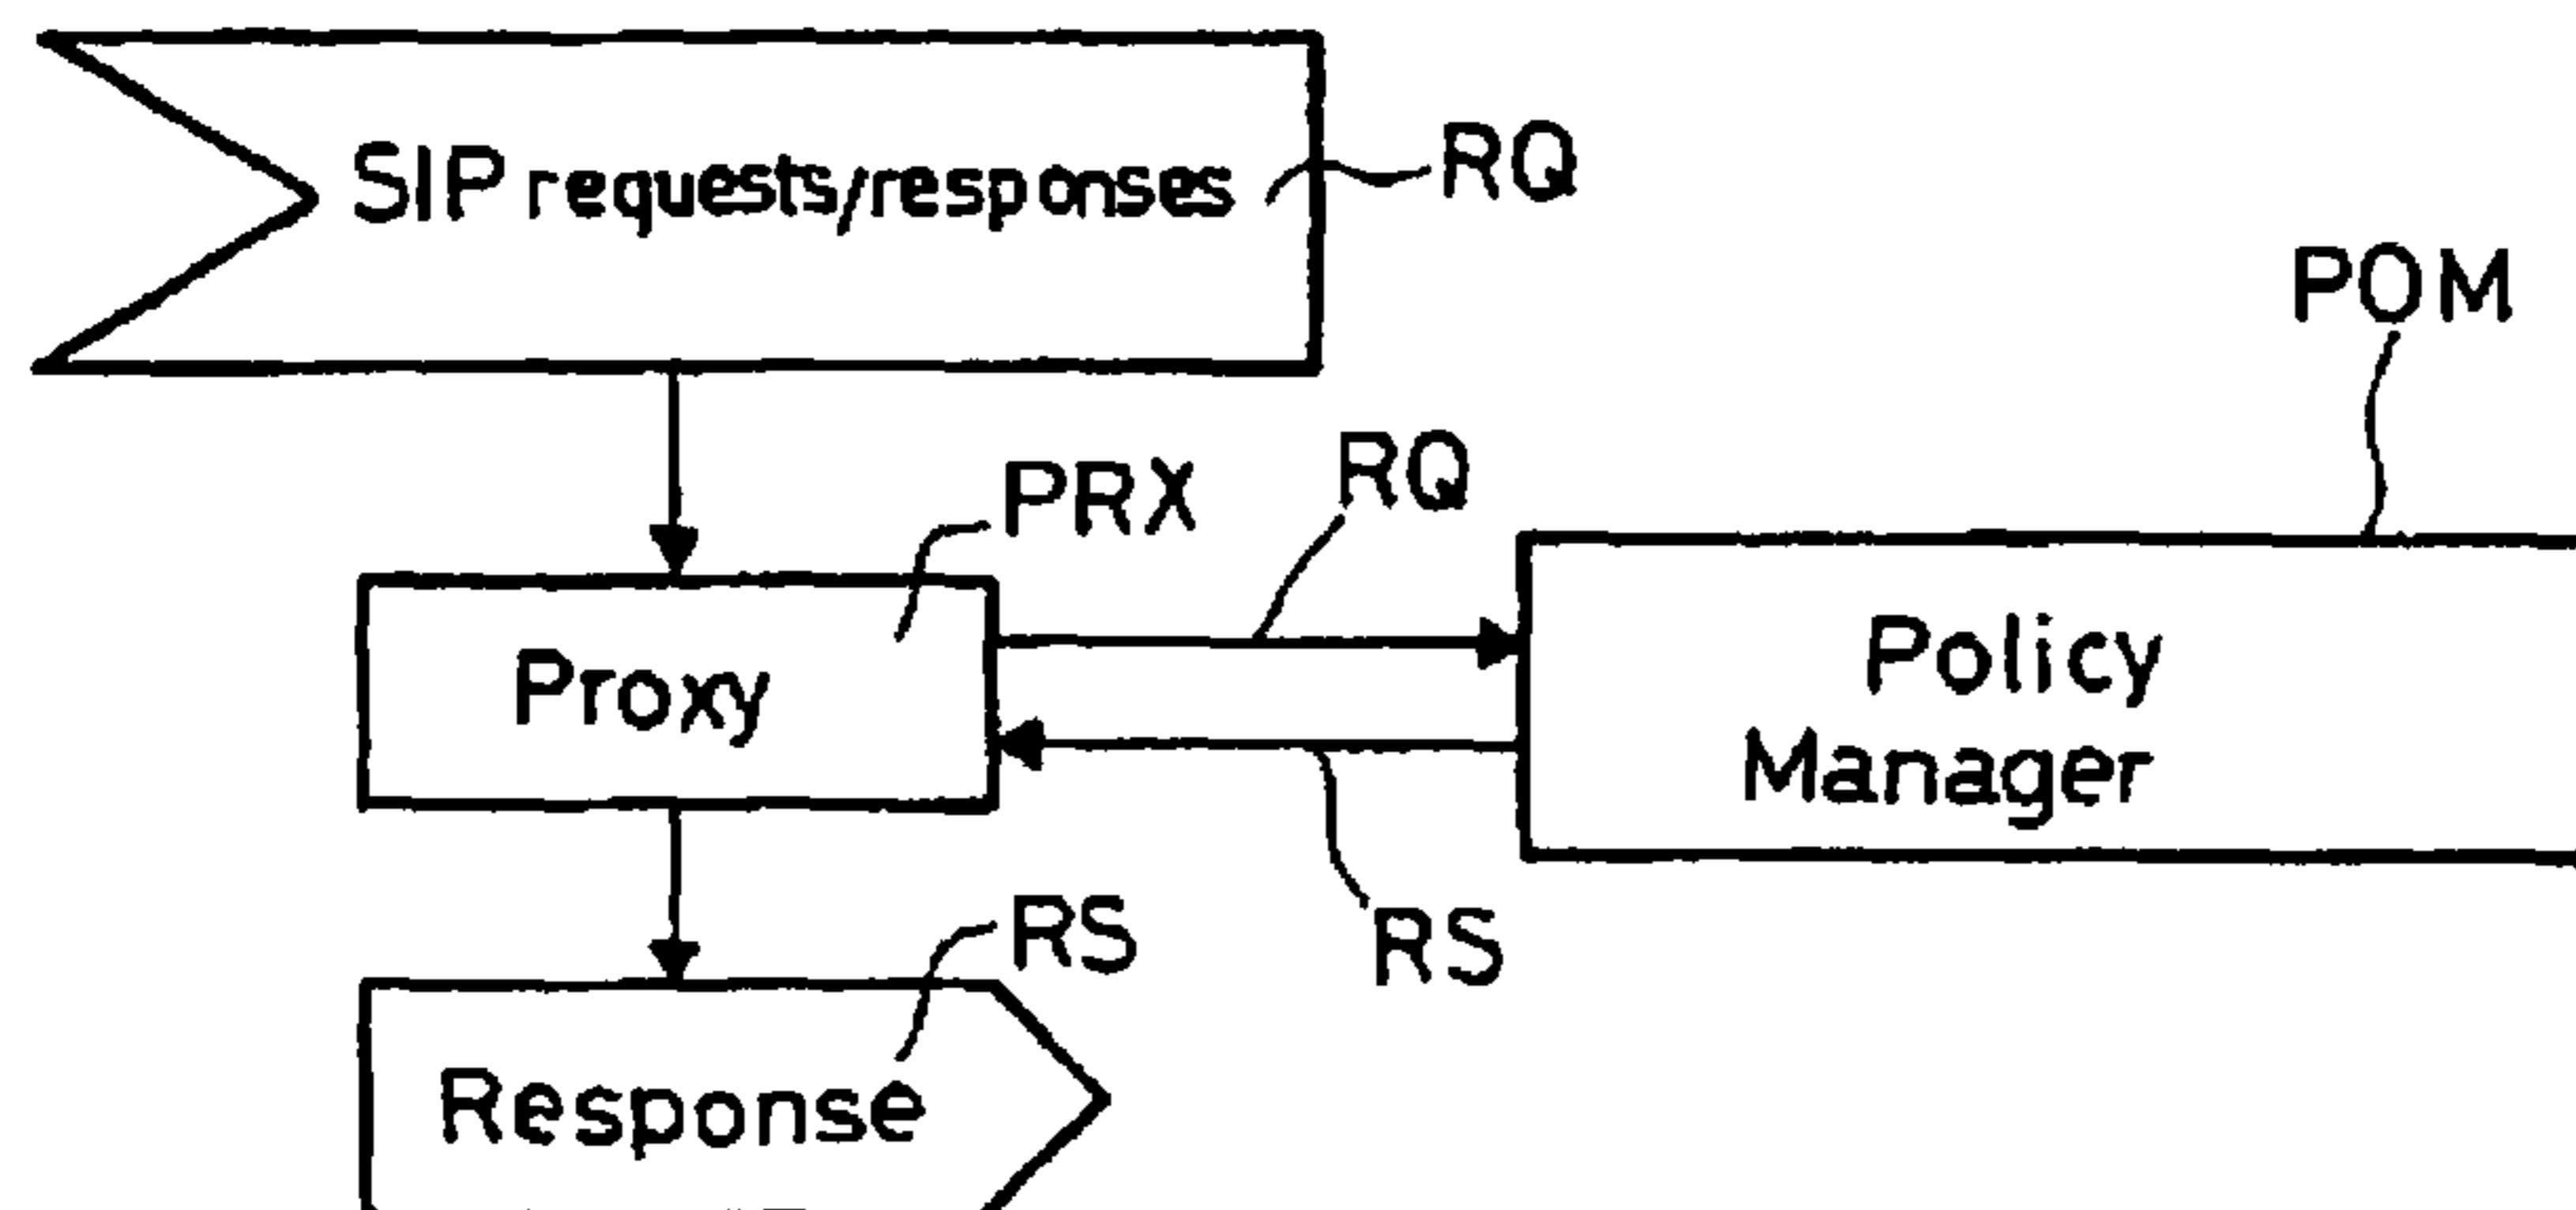 SIP requests/responses
RQ
POM
PRX
RQ
Proxy
Policy
Manager
RS
RS
Response